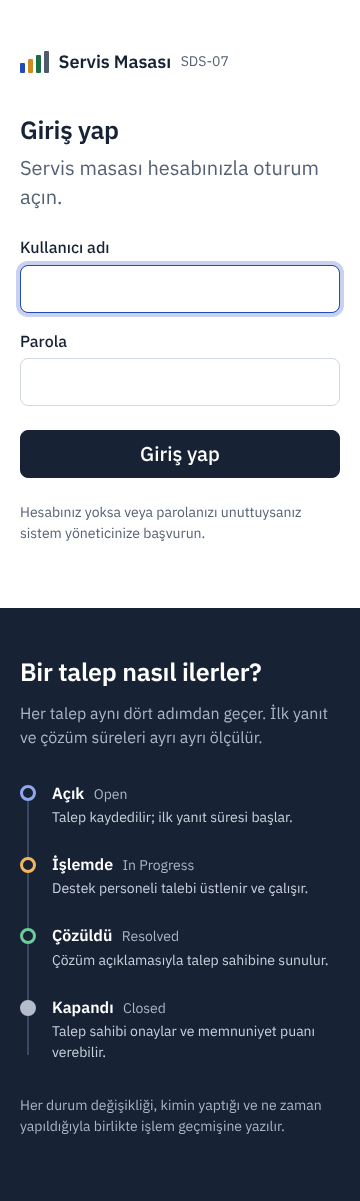 Servis Masası SDS-07
Giriş yap
Servis masası hesabınızla oturum
açın.
Kullanıcı adı
Parola
Giriş yap
Hesabınız yoksa veya parolanızı unuttuysanız
sistem yöneticinize başvurun.
Bir talep nasıl ilerler?
Her talep aynı dört adımdan geçer. İlk yanıt
ve çözüm süreleri ayrı ayrı ölçülür.
Açık Open
Talep kaydedilir; ilk yanıt süresi başlar.
İşlemde In Progress
Destek personeli talebi üstlenir ve çalışır.
Çözüldü Resolved
Çözüm açıklamasıyla talep sahibine sunulur.
Kapandı Closed
Talep sahibi onaylar ve memnuniyet puanı
verebilir.
Her durum değişikliği, kimin yaptığı ve ne zaman
yapıldığıyla birlikte işlem geçmişine yazılır.